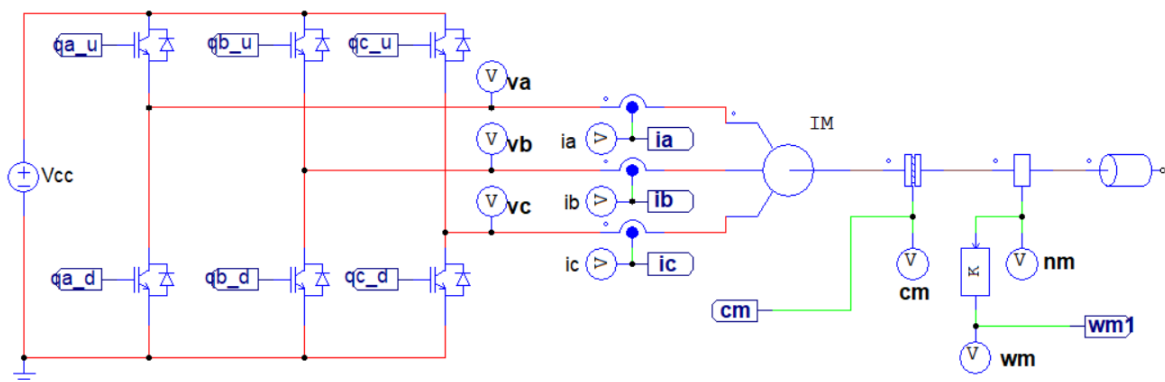 qa_u
qb_u
qc_u
V
va
IM
V
vb
ia
V
ia
Vcc
V
vc
ib
V
ib
ic
V
ic
qa_d
qb_d
qc_d
V
cm
K
V
nm
cm
wm1
V
wm